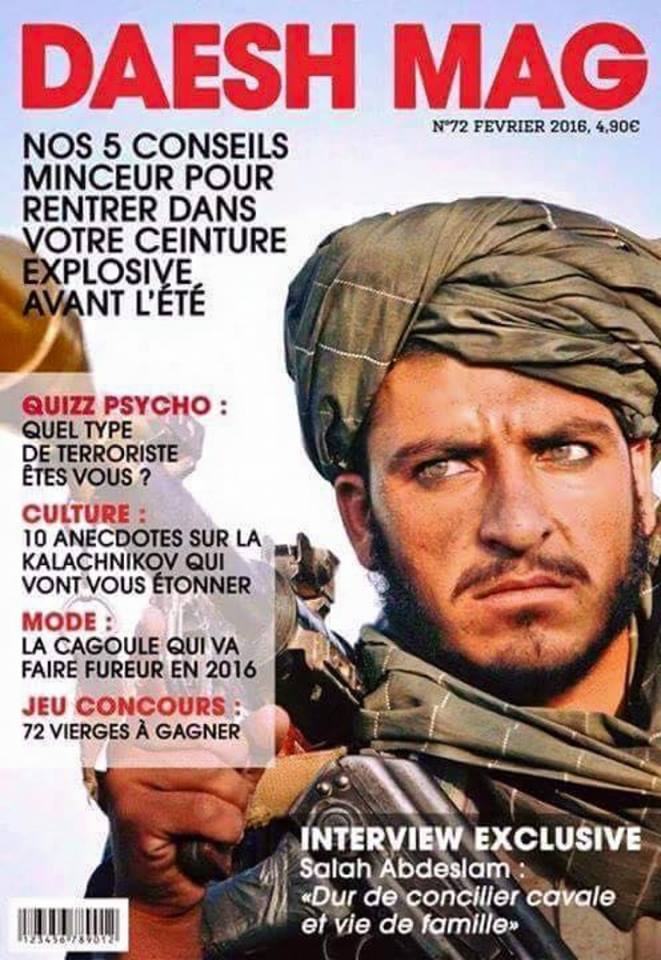 DAESH MAG
N°72 FEVRIER 2016, 4,90€
NOS 5 CONSEILS
MINCEUR POUR
RENTRER DANS
VOTRE CEINTURE
EXPLOSIVE
AVANT L'ÉTÉ
QUIZZ PSYCHO :
QUEL TYPE
DE TERRORISTE
ÊTES VOUS ?
CULTURE :
10 ANECDOTES SUR LA
KALACHNIKOV QUI
VONT VOUS ÉTONNER
MODE :
LA CAGOULE QUI VA
FAIRE FUREUR EN 2016
JEU CONCOURS :
72 VIERGES À GAGNER
INTERVIEW EXCLUSIVE
Salah Abdeslam :
«Dur de concilier cavale
et vie de famille»
123456789012